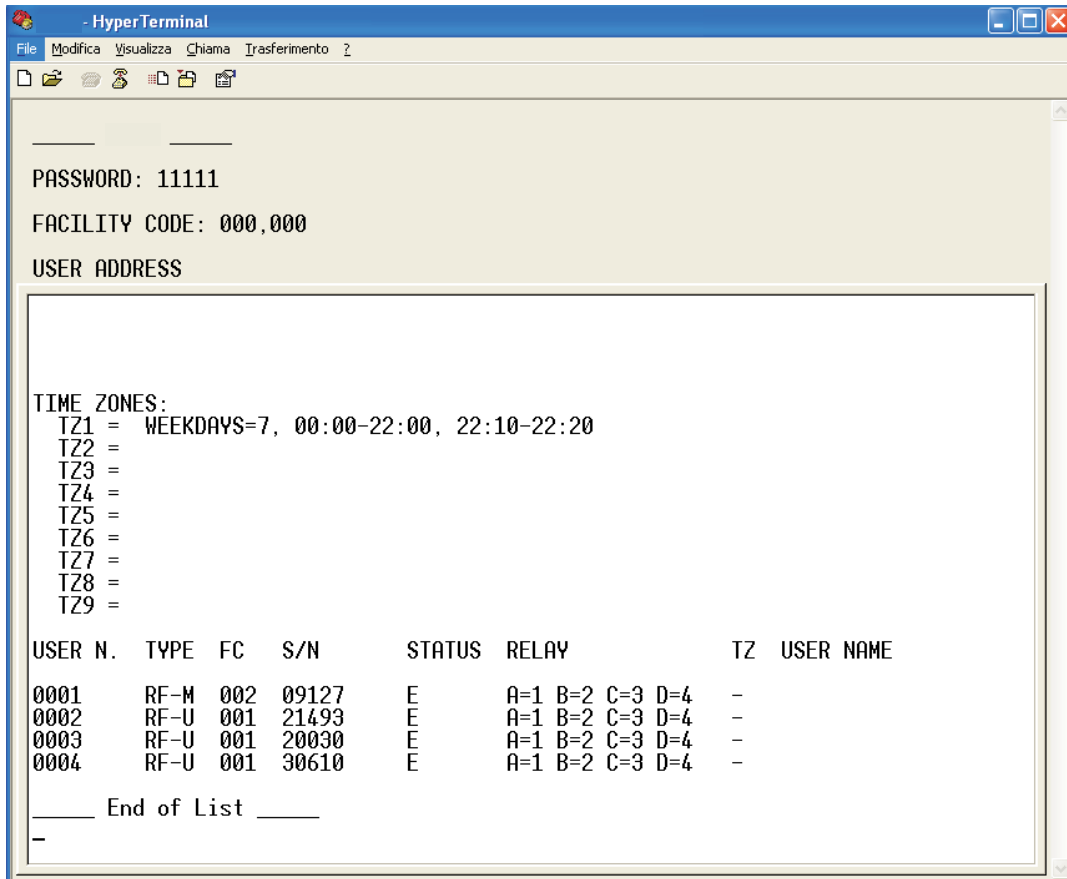 - HyperTerminal
File Modifica Visualizza Chiama Trasferimento ?
_____ _____
PASSWORD: 11111
FACILITY CODE: 000,000
USER ADDRESS
TIME ZONES:
TZ1 = WEEKDAYS=7, 00:00-22:00, 22:10-22:20
TZ2 =
TZ3 =
TZ4 =
TZ5 =
TZ6 =
TZ7 =
TZ8 =
TZ9 =
USER N. TYPE FC S/N STATUS RELAY TZ USER NAME
0001 RF-M 002 09127 E A=1 B=2 C=3 D=4 -
0002 RF-U 001 21493 E A=1 B=2 C=3 D=4 -
0003 RF-U 001 20030 E A=1 B=2 C=3 D=4 -
0004 RF-U 001 30610 E A=1 B=2 C=3 D=4 -
_____ End of List _____
_